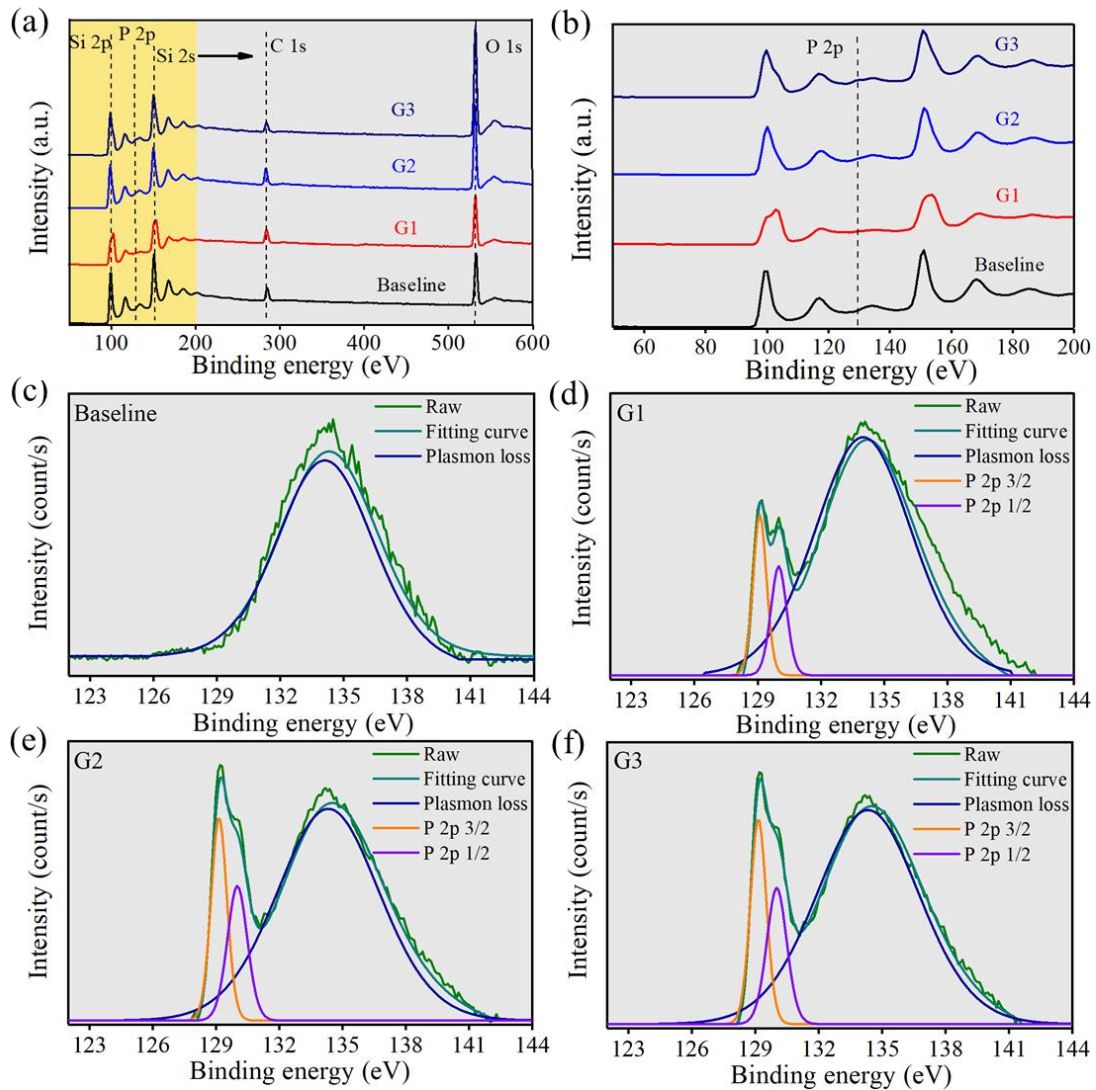 (a)
Si 2p
P 2p
Si 2s
C 1s
O 1s
G3
G2
G1
Baseline
Intensity (a.u.)
100 200 300 400 500 600
Binding energy (eV)
(b)
P 2p
G3
G2
G1
Baseline
Intensity (a.u.)
60 80 100 120 140 160 180 200
Binding energy (eV)
(c)
Baseline
Raw
Fitting curve
Plasmon loss
Intensity (count/s)
123 126 129 132 135 138 141 144
Binding energy (eV)
(d)
G1
Raw
Fitting curve
Plasmon loss
P 2p 3/2
P 2p 1/2
Intensity (count/s)
123 126 129 132 135 138 141 144
Binding energy (eV)
(e)
G2
Raw
Fitting curve
Plasmon loss
P 2p 3/2
P 2p 1/2
Intensity (count/s)
123 126 129 132 135 138 141 144
Binding energy (eV)
(f)
G3
Raw
Fitting curve
Plasmon loss
P 2p 3/2
P 2p 1/2
Intensity (count/s)
123 126 129 132 135 138 141 144
Binding energy (eV)